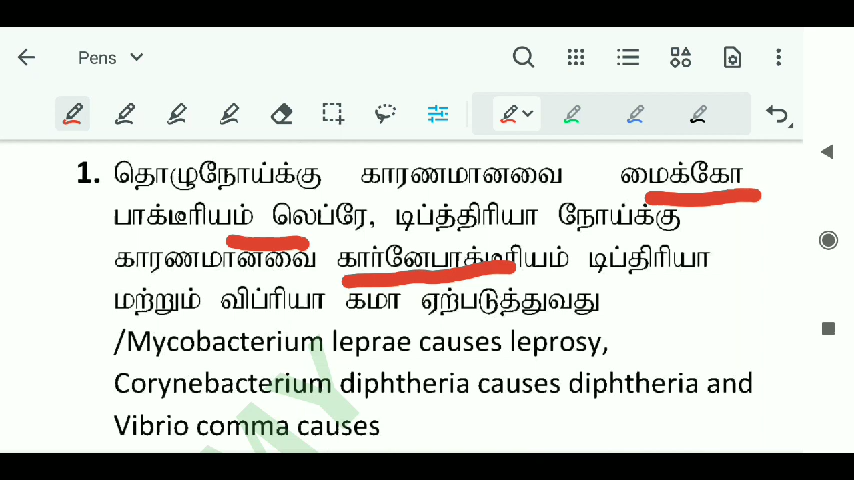 Pens
1. தொழுநோய்க்கு காரணமானவை மைக்கோ
பாக்டீரியம் லெப்ரே, டிப்த்திரியா நோய்க்கு
காரணமானவை கார்னேபாக்டீரியம் டிப்திரியா
மற்றும் விப்ரியா கமா ஏற்படுத்துவது
/Mycobacterium leprae causes leprosy,
Corynebacterium diphtheria causes diphtheria and
Vibrio comma causes